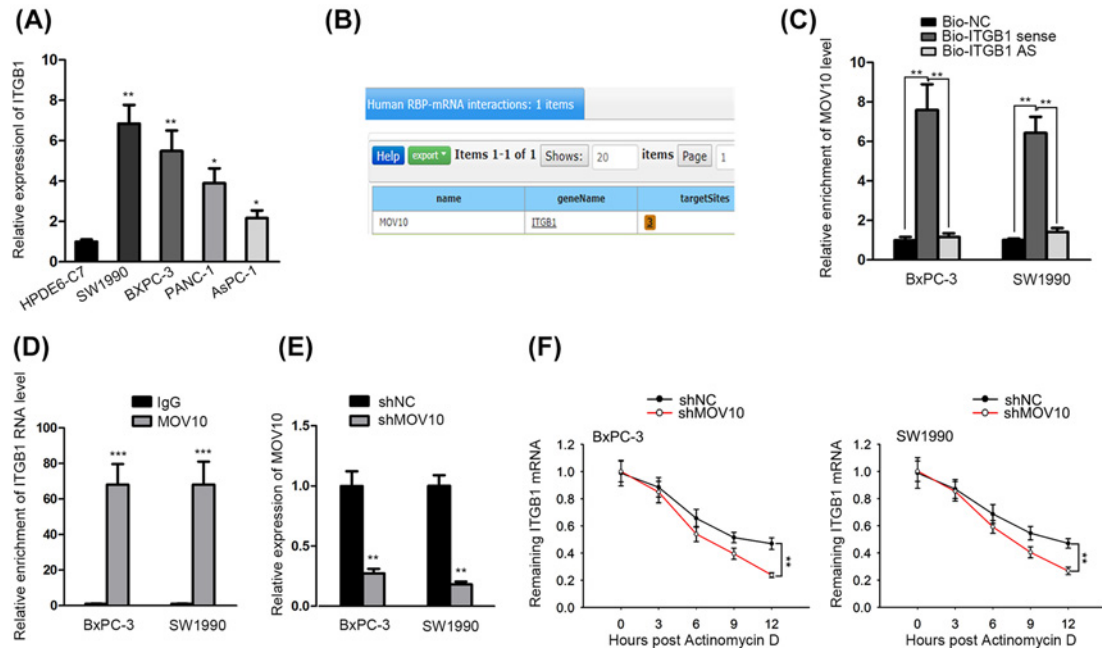 (A)
Relative expressionl of ITGB1
10
8
6
4
2
0
**
**
*
*
HPDE6-C7
SW1990
BXPC-3
PANC-1
AsPC-1
(B)
Human RBP-mRNA interactions: 1 items
Help export Items 1-1 of 1 Shows: 20 items Page 1
name geneName targetSites
MOV10 ITGB1 3
(C)
Bio-NC
Bio-ITGB1 sense
Bio-ITGB1 AS
Relative enrichment of MOV10 level
10
8
6
4
2
0
** **
** **
BxPC-3 SW1990
(D)
IgG
MOV10
Relative enrichment of ITGB1 RNA level
100
80
60
40
20
0
*** ***
BxPC-3 SW1990
(E)
shNC
shMOV10
Relative expression of MOV10
1.5
1.0
0.5
0.0
** **
BxPC-3 SW1990
(F)
shNC
shMOV10
BxPC-3
Remaining ITGB1 mRNA
1.2
1.0
0.8
0.6
0.4
0.2
0.0
**
0 3 6 9 12
Hours post Actinomycin D
shNC
shMOV10
SW1990
Remaining ITGB1 mRNA
1.2
1.0
0.8
0.6
0.4
0.2
0.0
**
0 3 6 9 12
Hours post Actinomycin D